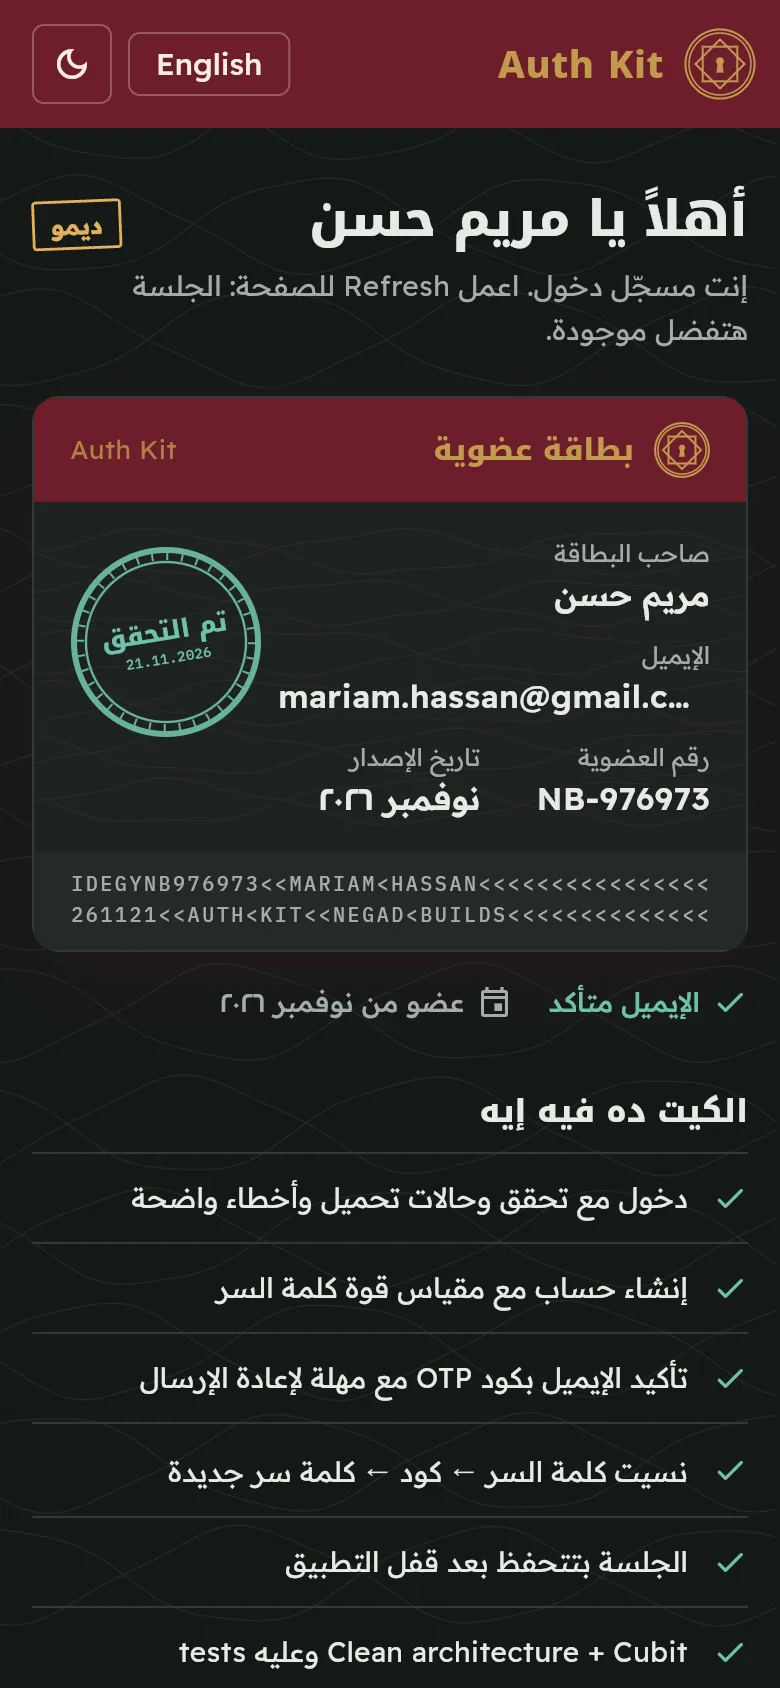 Auth Kit
English
أهلاً يا مريم حسن
ديمو
إنت مسجّل دخول. اعمل Refresh للصفحة: الجلسة
هتفضل موجودة.
بطاقة عضوية
Auth Kit
صاحب البطاقة
مريم حسن
الإيميل
mariam.hassan@gmail.c...
رقم العضوية
تاريخ الإصدار
NB-976973
نوفمبر ٢٠٢٦
تم التحقق
21.11.2026
IDEGYNB976973<<MARIAM<HASSAN<<<<<<<<<<<<<<<<
261121<<AUTH<KIT<<NEGAD<BUILDS<<<<<<<<<<<<<<
الإيميل متأكد
عضو من نوفمبر ٢٠٢٦
الكيت ده فيه إيه
دخول مع تحقق وحالات تحميل وأخطاء واضحة
إنشاء حساب مع مقياس قوة كلمة السر
تأكيد الإيميل بكود OTP مع مهلة لإعادة الإرسال
نسيت كلمة السر ← كود ← كلمة سر جديدة
الجلسة بتتحفظ بعد قفل التطبيق
Clean architecture + Cubit وعليه tests